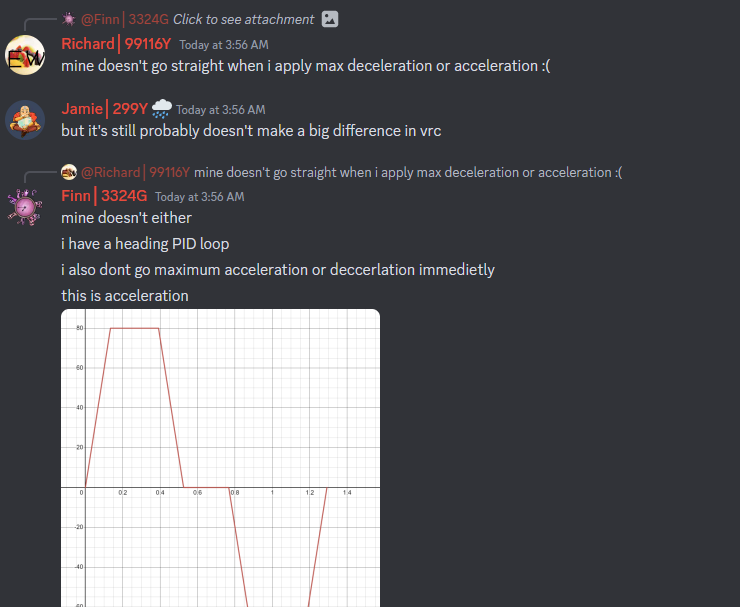 @Finn | 3324G Click to see attachment
Richard | 99116Y Today at 3:56 AM
mine doesn't go straight when i apply max deceleration or acceleration :(
Jamie | 299Y Today at 3:56 AM
but it's still probably doesn't make a big difference in vrc
@Richard | 99116Y mine doesn't go straight when i apply max deceleration or acceleration :(
Finn | 3324G Today at 3:56 AM
mine doesn't either
i have a heading PID loop
i also dont go maximum acceleration or deccerlation immedietly
this is acceleration
80
60
40
20
0 0.2 0.4 0.6 0.8 1 1.2 1.4
-20
-40
-60